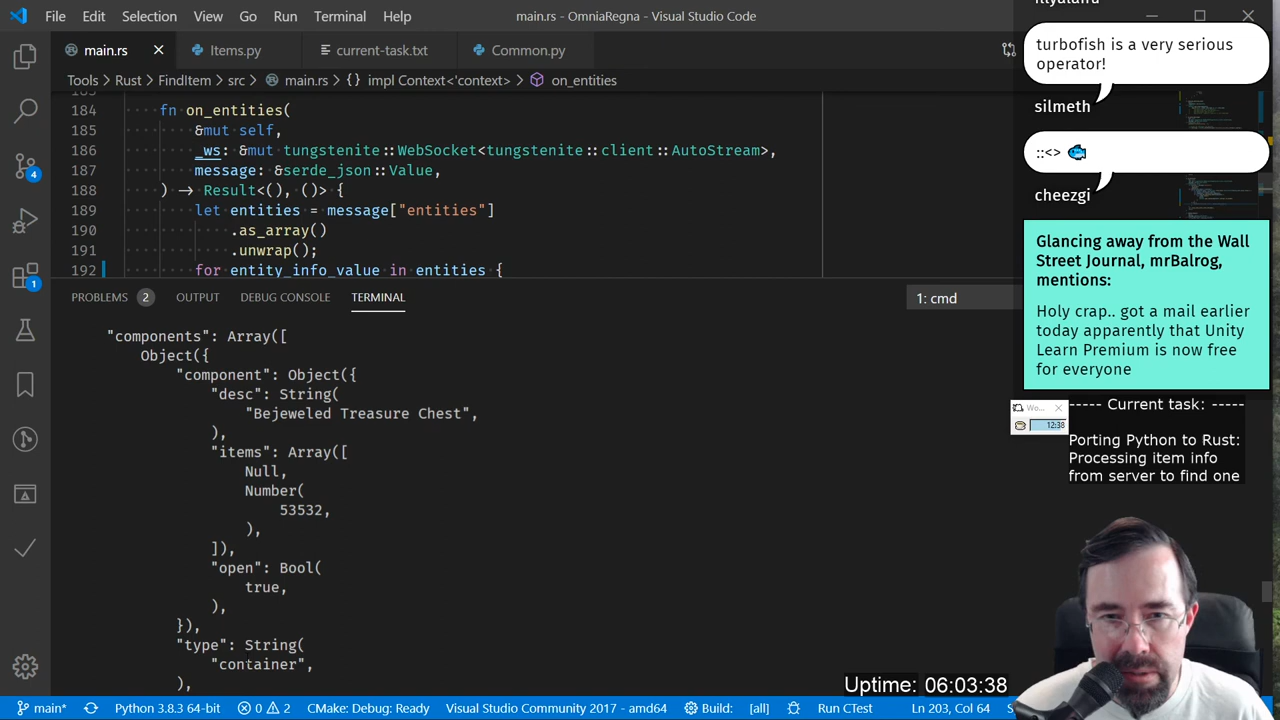 File Edit Selection View Go Run Terminal Help
main.rs - OmniaRegna - Visual Studio Code
main.rs
Items.py
current-task.txt
Common.py
Tools > Rust > FindItem > src > main.rs > {} impl Context<'context> > on_entities
184 fn on_entities(
185 &mut self,
186 _ws: &mut tungstenite::WebSocket<tungstenite::client::AutoStream>,
187 message: &serde_json::Value,
188 ) -> Result<(), ()> {
189 let entities = message["entities"]
190 .as_array()
191 .unwrap();
192 for entity_info_value in entities {
PROBLEMS 2 OUTPUT DEBUG CONSOLE TERMINAL
1: cmd
"components": Array([
Object({
"component": Object({
"desc": String(
"Bejeweled Treasure Chest",
),
"items": Array([
Null,
Number(
53532,
),
]),
"open": Bool(
true,
),
}),
"type": String(
"container",
),
turbofish is a very serious
operator!
silmeth
::<> 🐟
cheezgi
Glancing away from the Wall
Street Journal, mrBalrog,
mentions:
Holy crap.. got a mail earlier
today apparently that Unity
Learn Premium is now free
for everyone
Wo...
12:38
----- Current task: -----
Porting Python to Rust:
Processing item info
from server to find one
Uptime: 06:03:38
4
1
main* Python 3.8.3 64-bit 0 2 CMake: Debug: Ready Visual Studio Community 2017 - amd64 Build: [all] Run CTest Ln 203, Col 64